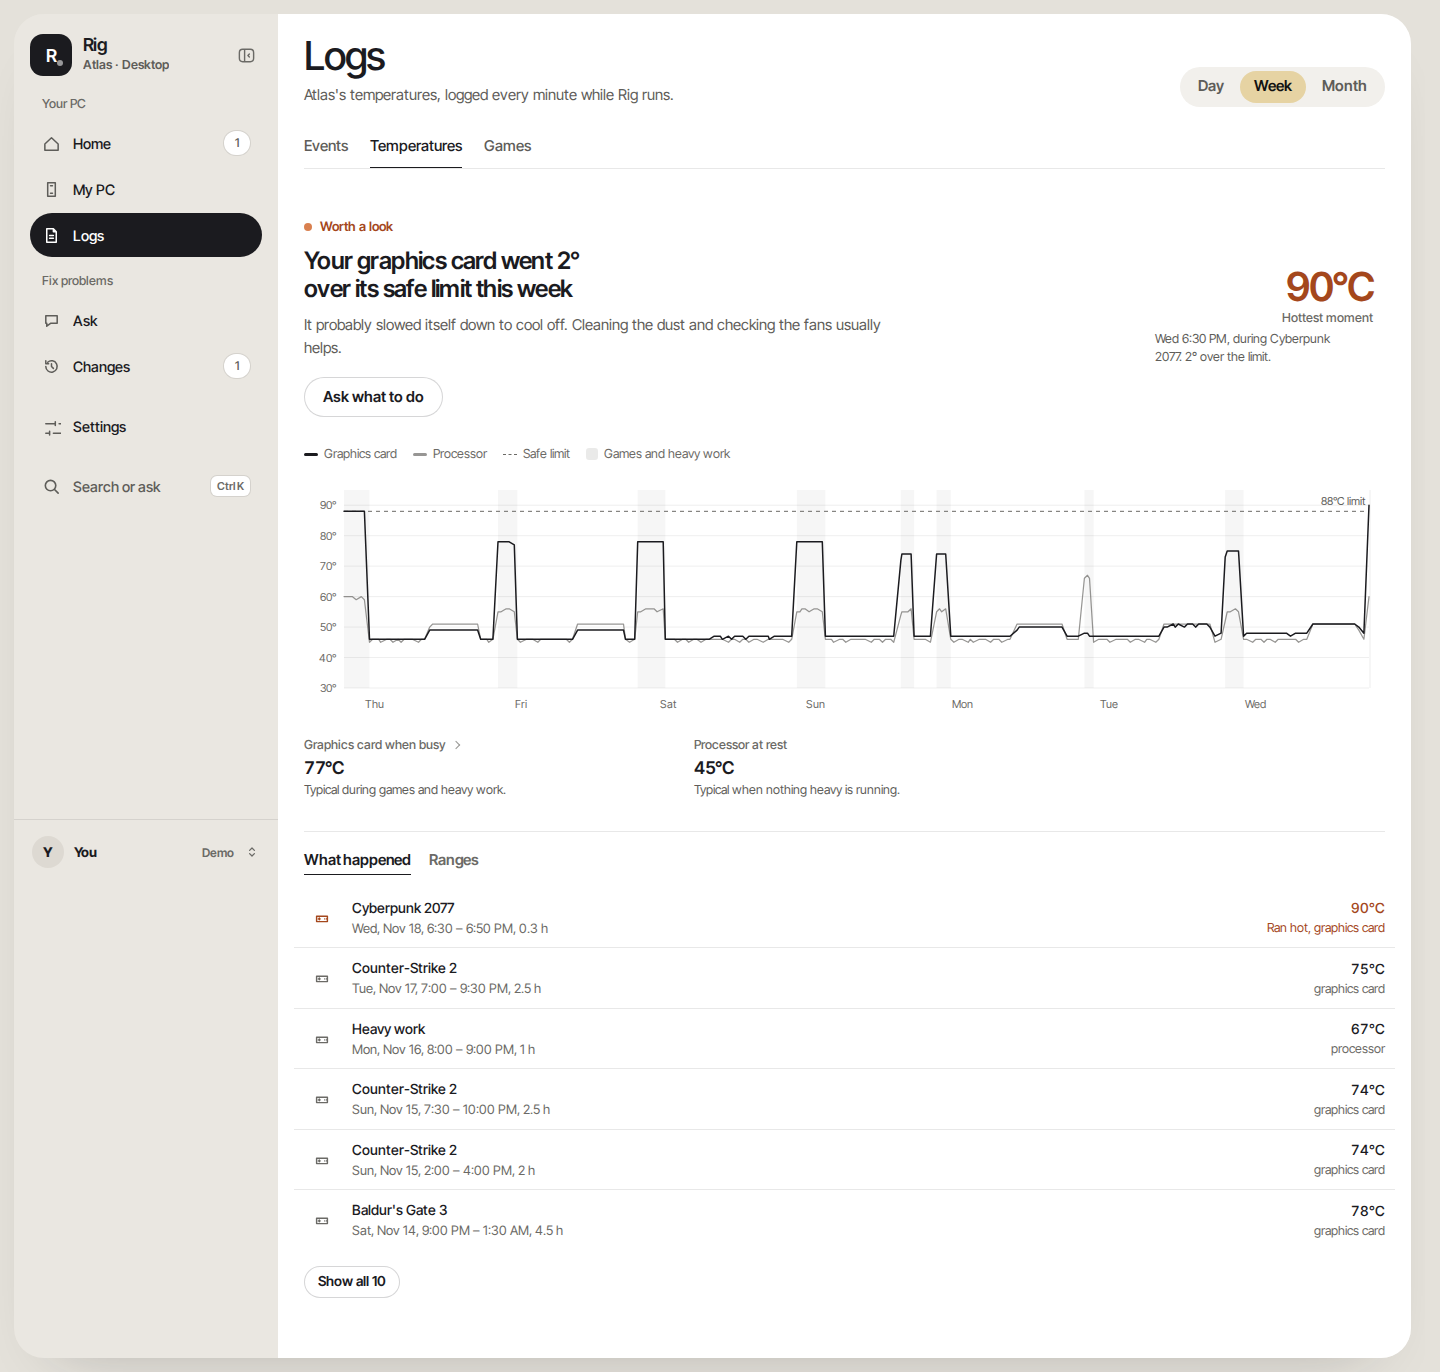 R
Rig
Atlas · Desktop
Your PC
Home
1
My PC
Logs
Fix problems
Ask
Changes
1
Settings
Search or ask
Ctrl K
Y
You
Demo
Logs
Atlas's temperatures, logged every minute while Rig runs.
Day
Week
Month
Events
Temperatures
Games
Worth a look
Your graphics card went 2°
over its safe limit this week
It probably slowed itself down to cool off. Cleaning the dust and checking the fans usually
helps.
Ask what to do
90°C
Hottest moment
Wed 6:30 PM, during Cyberpunk
2077. 2° over the limit.
Graphics card
Processor
Safe limit
Games and heavy work
88°C limit
90°
80°
70°
60°
50°
40°
30°
Thu
Fri
Sat
Sun
Mon
Tue
Wed
Graphics card when busy
77°C
Typical during games and heavy work.
Processor at rest
45°C
Typical when nothing heavy is running.
What happened
Ranges
Cyberpunk 2077
Wed, Nov 18, 6:30 – 6:50 PM, 0.3 h
90°C
Ran hot, graphics card
Counter-Strike 2
Tue, Nov 17, 7:00 – 9:30 PM, 2.5 h
75°C
graphics card
Heavy work
Mon, Nov 16, 8:00 – 9:00 PM, 1 h
67°C
processor
Counter-Strike 2
Sun, Nov 15, 7:30 – 10:00 PM, 2.5 h
74°C
graphics card
Counter-Strike 2
Sun, Nov 15, 2:00 – 4:00 PM, 2 h
74°C
graphics card
Baldur's Gate 3
Sat, Nov 14, 9:00 PM – 1:30 AM, 4.5 h
78°C
graphics card
Show all 10